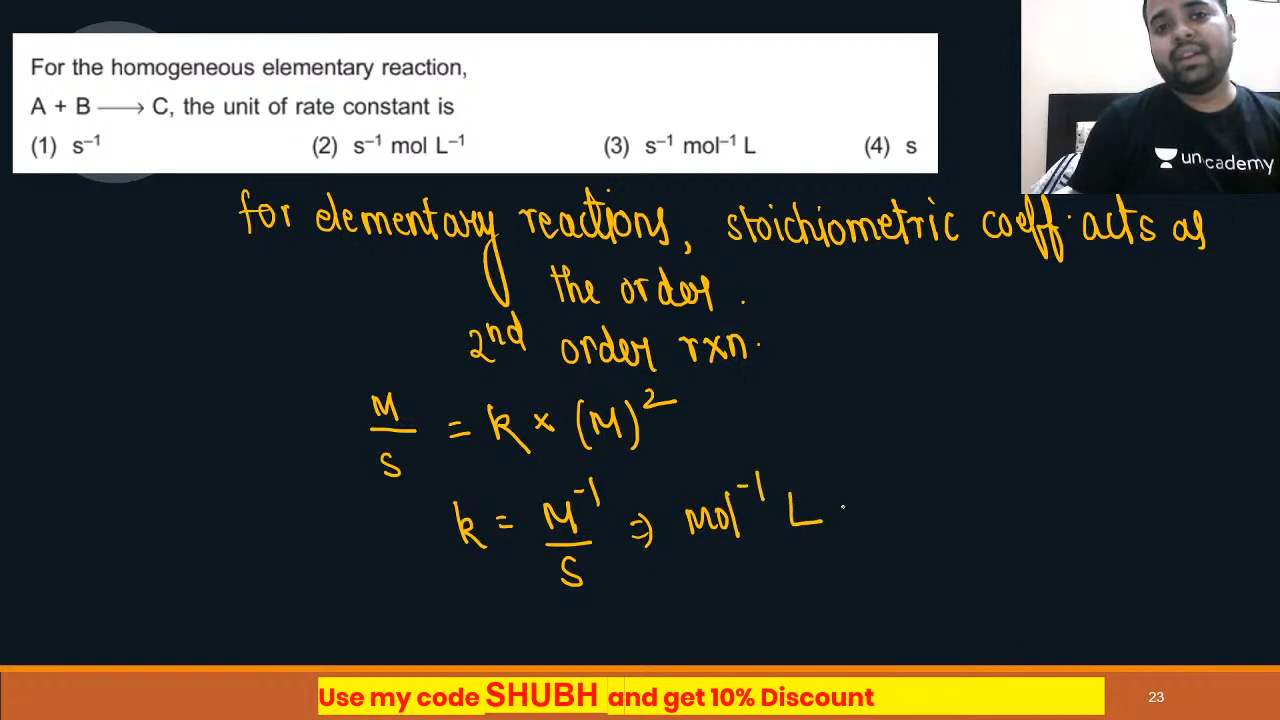 For the homogeneous elementary reaction,
A + B ⟶ C, the unit of rate constant is
(1) s⁻¹ (2) s⁻¹ mol L⁻¹ (3) s⁻¹ mol⁻¹ L (4) s
unacademy
for elementary reactions, stoichiometric coeff. acts as
the order.
2nd order rxn.
M/S = k × (M)²
k = M⁻¹/S ⇒ mol⁻¹ L
Use my code SHUBH and get 10% Discount
23